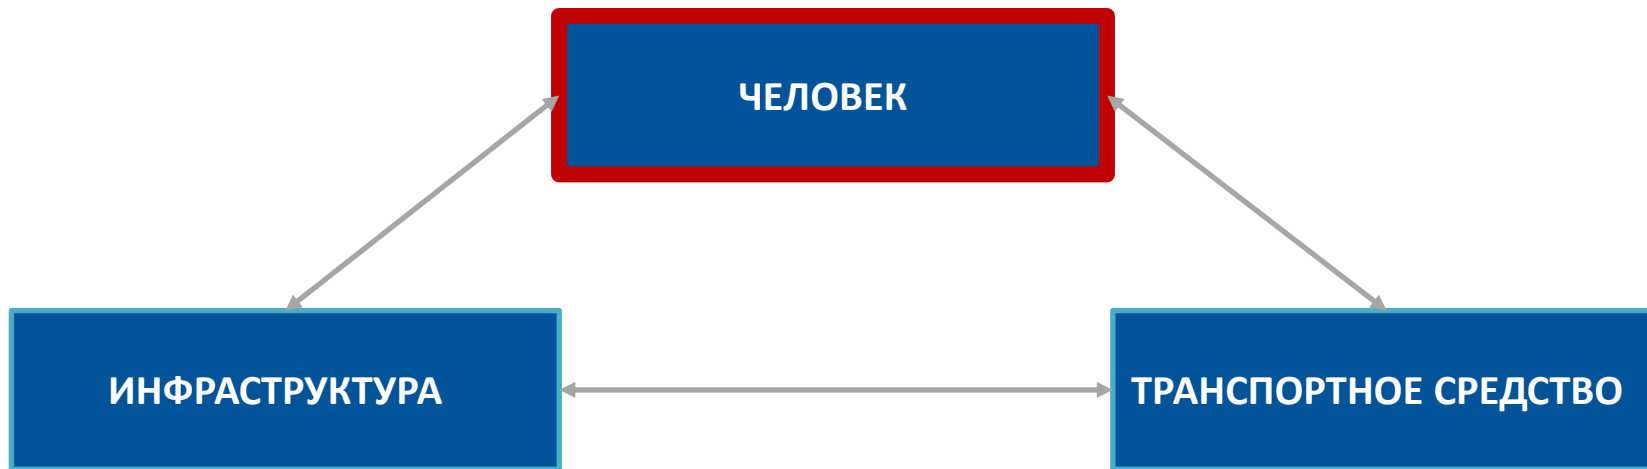 ЧЕЛОВЕК
ИНФРАСТРУКТУРА
ТРАНСПОРТНОЕ СРЕДСТВО